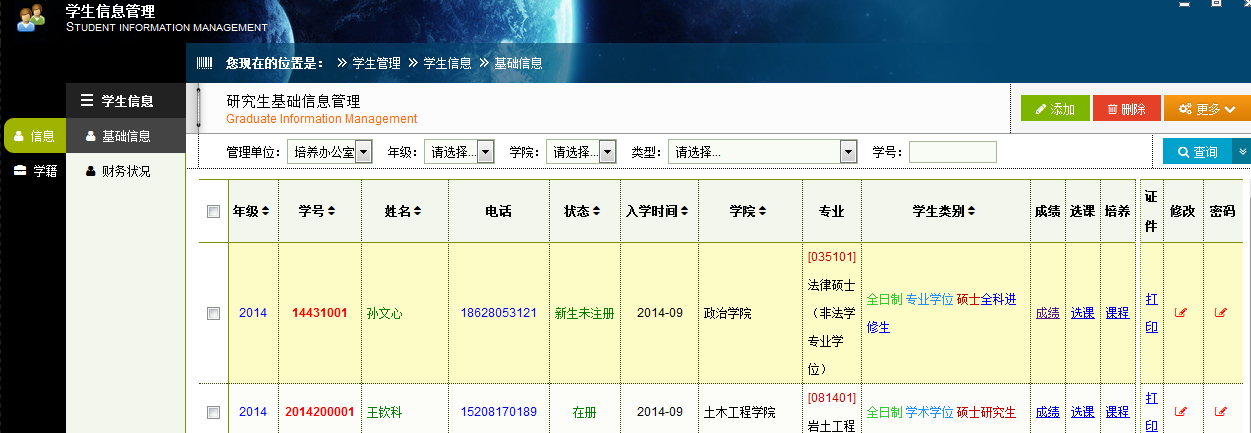 学生信息管理
STUDENT INFORMATION MANAGEMENT
您现在的位置是： 学生管理 学生信息 基础信息
学生信息
信息
学籍
基础信息
财务状况
研究生基础信息管理
Graduate Information Management
添加 删除 更多
管理单位： 培养办公室 年级： 请选择... 学院： 请选择... 类型： 请选择... 学号： 查询
年级 学号 姓名 电话 状态 入学时间 学院 专业 学生类别 成绩 选课 培养 证件 修改 密码
2014 14431001 孙文心 18628053121 新生未注册 2014-09 政治学院
[035101]
法律硕士
（非法学
专业学
位）
全日制 专业学位 硕士全科进
修生
成绩 选课 课程
打
印
2014 2014200001 王钦科 15208170189 在册 2014-09 土木工程学院
[081401]
岩土工程
全日制 学术学位 硕士研究生
成绩 选课 课程
打
印